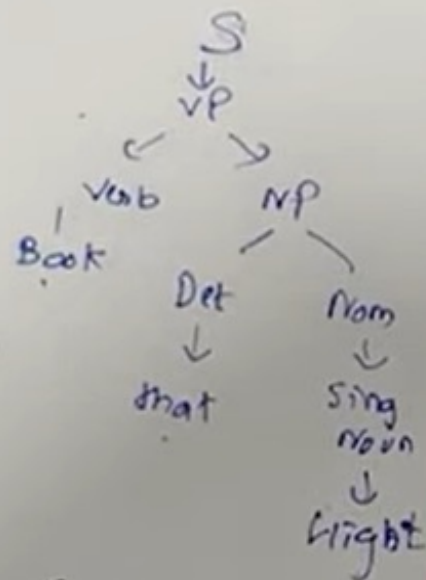 S
VP
Verb NP
Book
Det Nom
that Sing
Noun
flight